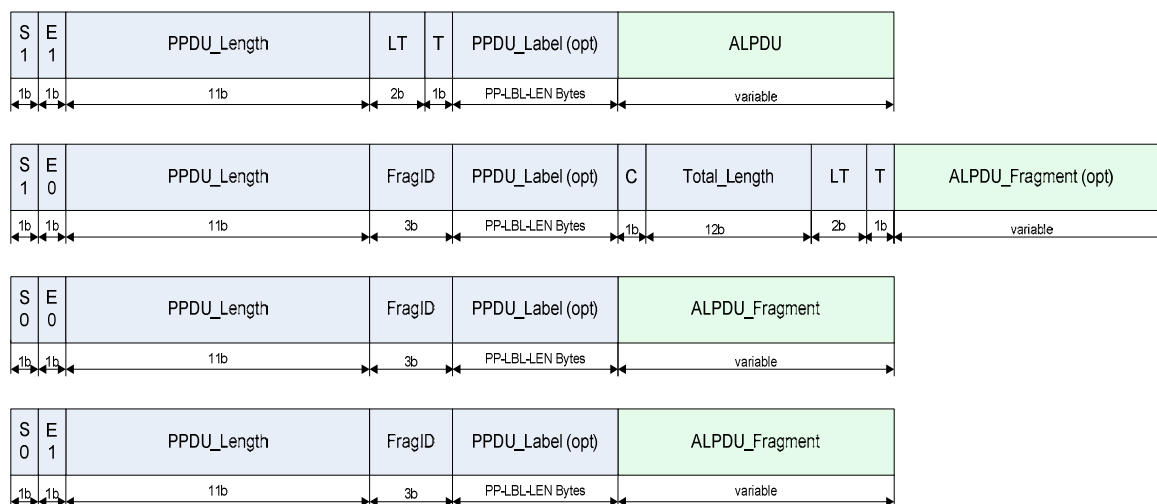 S E PPDU_Length LT T PPDU_Label (opt) ALPDU
1 1
1b 1b 11b 2b 1b PP-LBL-LEN Bytes variable
S E PPDU_Length FragID PPDU_Label (opt) C Total_Length LT T ALPDU_Fragment (opt)
1 0
1b 1b 11b 3b PP-LBL-LEN Bytes 1b 12b 2b 1b variable
S E PPDU_Length FragID PPDU_Label (opt) ALPDU_Fragment
0 0
1b 1b 11b 3b PP-LBL-LEN Bytes variable
S E PPDU_Length FragID PPDU_Label (opt) ALPDU_Fragment
0 1
1b 1b 11b 3b PP-LBL-LEN Bytes variable